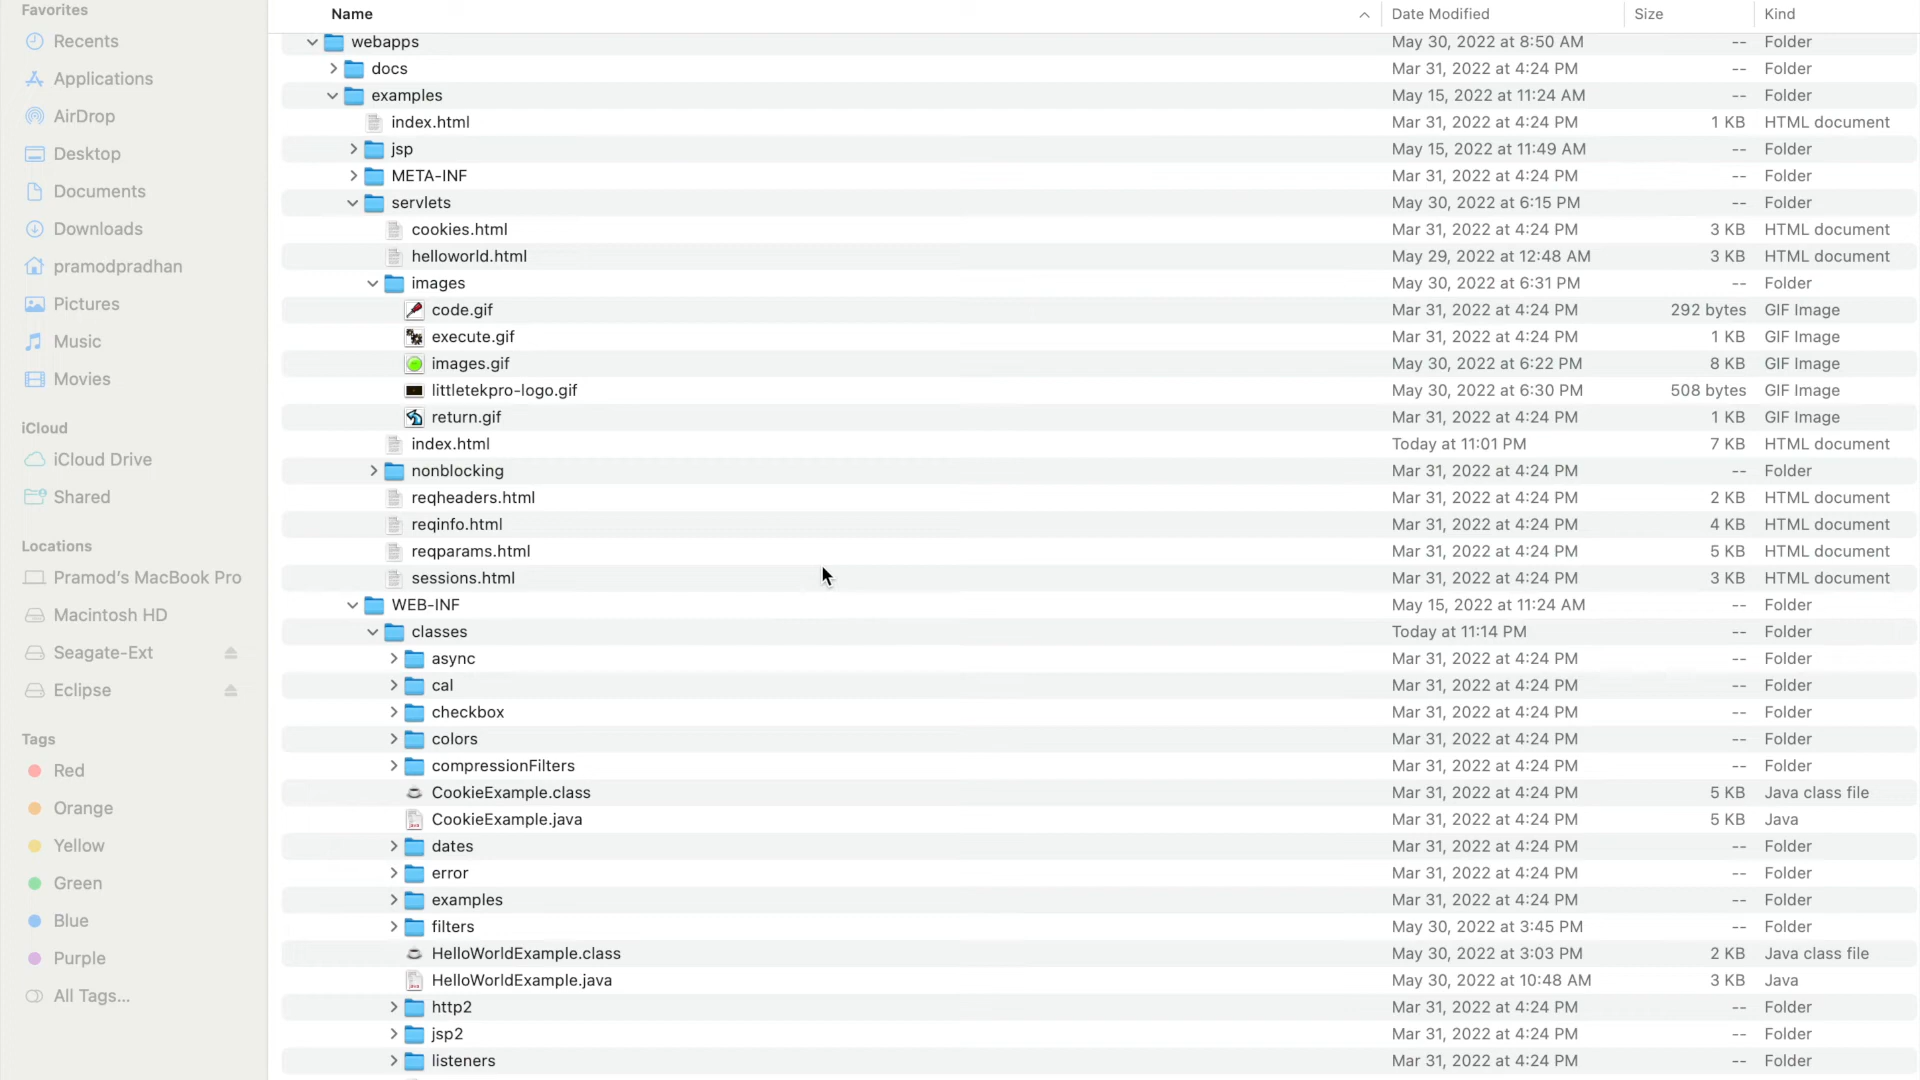 Favorites
Recents
Applications
AirDrop
Desktop
Documents
Downloads
pramodpradhan
Pictures
Music
Movies
iCloud
iCloud Drive
Shared
Locations
Pramod's MacBook Pro
Macintosh HD
Seagate-Ext
Eclipse
Tags
Red
Orange
Yellow
Green
Blue
Purple
All Tags...
Name Date Modified Size Kind
webapps May 30, 2022 at 8:50 AM -- Folder
docs Mar 31, 2022 at 4:24 PM -- Folder
examples May 15, 2022 at 11:24 AM -- Folder
index.html Mar 31, 2022 at 4:24 PM 1 KB HTML document
jsp May 15, 2022 at 11:49 AM -- Folder
META-INF Mar 31, 2022 at 4:24 PM -- Folder
servlets May 30, 2022 at 6:15 PM -- Folder
cookies.html Mar 31, 2022 at 4:24 PM 3 KB HTML document
helloworld.html May 29, 2022 at 12:48 AM 3 KB HTML document
images May 30, 2022 at 6:31 PM -- Folder
code.gif Mar 31, 2022 at 4:24 PM 292 bytes GIF Image
execute.gif Mar 31, 2022 at 4:24 PM 1 KB GIF Image
images.gif May 30, 2022 at 6:22 PM 8 KB GIF Image
littletekpro-logo.gif May 30, 2022 at 6:30 PM 508 bytes GIF Image
return.gif Mar 31, 2022 at 4:24 PM 1 KB GIF Image
index.html Today at 11:01 PM 7 KB HTML document
nonblocking Mar 31, 2022 at 4:24 PM -- Folder
reqheaders.html Mar 31, 2022 at 4:24 PM 2 KB HTML document
reqinfo.html Mar 31, 2022 at 4:24 PM 4 KB HTML document
reqparams.html Mar 31, 2022 at 4:24 PM 5 KB HTML document
sessions.html Mar 31, 2022 at 4:24 PM 3 KB HTML document
WEB-INF May 15, 2022 at 11:24 AM -- Folder
classes Today at 11:14 PM -- Folder
async Mar 31, 2022 at 4:24 PM -- Folder
cal Mar 31, 2022 at 4:24 PM -- Folder
checkbox Mar 31, 2022 at 4:24 PM -- Folder
colors Mar 31, 2022 at 4:24 PM -- Folder
compressionFilters Mar 31, 2022 at 4:24 PM -- Folder
CookieExample.class Mar 31, 2022 at 4:24 PM 5 KB Java class file
CookieExample.java Mar 31, 2022 at 4:24 PM 5 KB Java
dates Mar 31, 2022 at 4:24 PM -- Folder
error Mar 31, 2022 at 4:24 PM -- Folder
examples Mar 31, 2022 at 4:24 PM -- Folder
filters May 30, 2022 at 3:45 PM -- Folder
HelloWorldExample.class May 30, 2022 at 3:03 PM 2 KB Java class file
HelloWorldExample.java May 30, 2022 at 10:48 AM 3 KB Java
http2 Mar 31, 2022 at 4:24 PM -- Folder
jsp2 Mar 31, 2022 at 4:24 PM -- Folder
listeners Mar 31, 2022 at 4:24 PM -- Folder